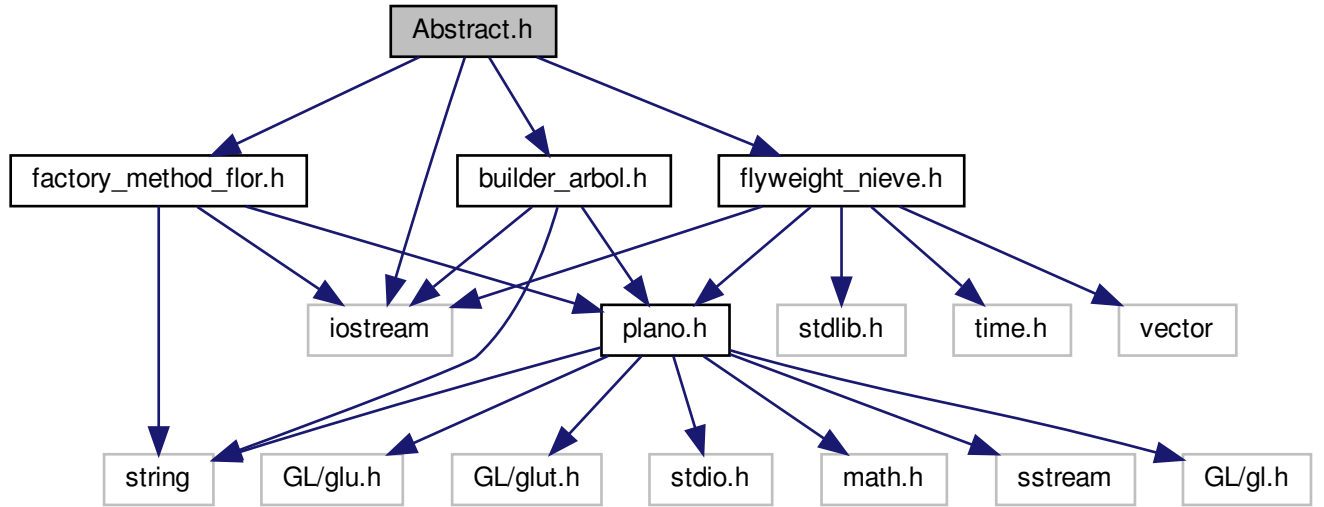 Abstract.h
factory_method_flor.h
builder_arbol.h
flyweight_nieve.h
iostream
plano.h
stdlib.h
time.h
vector
string
GL/glu.h
GL/glut.h
stdio.h
math.h
sstream
GL/gl.h